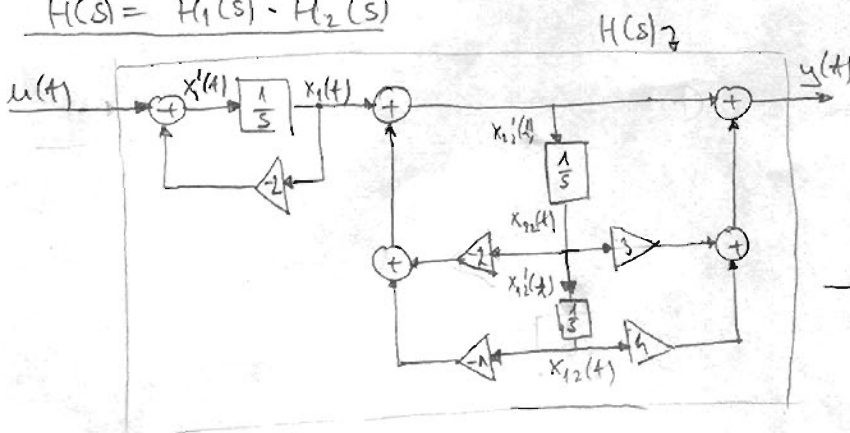 H(s) = H₁(s) · H₂(s)
H(s)
u(t)
x₁'(t)
1/s
x₁(t)
y(t)
+
+
+
-2
x₂₂'(t)
1/s
x₂₂(t)
+
-2
3
+
x₁₂'(t)
1/s
-1
4
x₁₂(t)